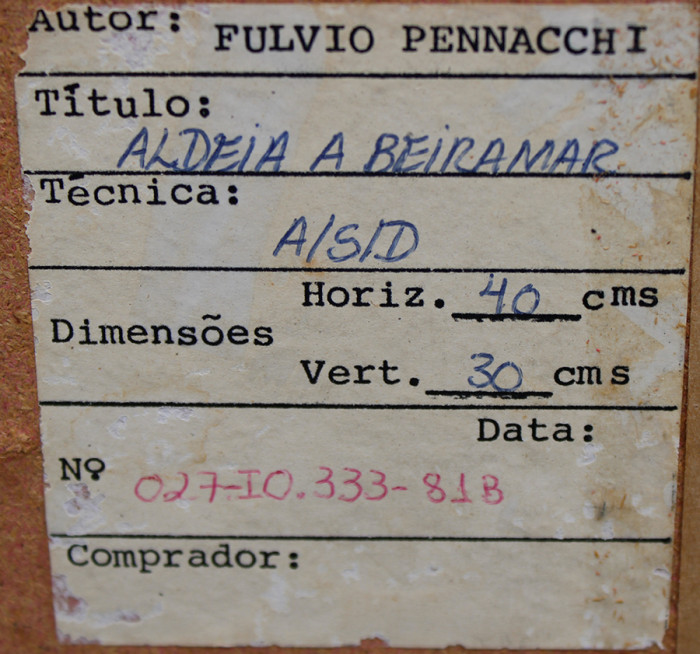 Autor: FULVIO PENNACCHI
Título:
ALDEIA A BEIRAMAR
Técnica:
A/S/D
Horiz. 40 cms
Dimensões
Vert. 30 cms
Data:
Nº 027-IO.333-81B
Comprador: